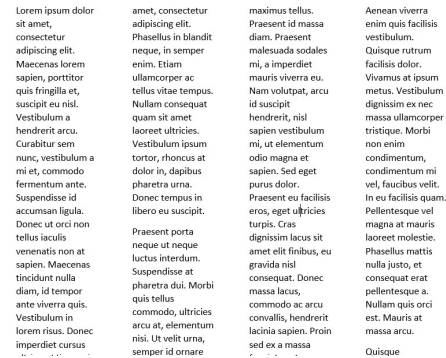 Lorem ipsum dolor
sit amet,
consectetur
adipiscing elit.
Maecenas lorem
sapien, porttitor
quis fringilla et,
suscipit eu nisl.
Vestibulum a
hendrerit arcu.
Curabitur sem
nunc, vestibulum a
mi et, commodo
fermentum ante.
Suspendisse id
accumsan ligula.
Donec ut orci non
tellus iaculis
venenatis non at
sapien. Maecenas
tincidunt nulla
diam, id tempor
ante viverra quis.
Vestibulum in
lorem risus. Donec
imperdiet cursus
amet, consectetur
adipiscing elit.
Phasellus in blandit
neque, in semper
enim. Etiam
ullamcorper ac
tellus vitae tempus.
Nullam consequat
quam sit amet
laoreet ultricies.
Vestibulum ipsum
tortor, rhoncus at
dolor in, dapibus
pharetra urna.
Donec tempus in
libero eu suscipit.
Praesent porta
neque ut neque
luctus interdum.
Suspendisse at
pharetra dui. Morbi
quis tellus
commodo, ultricies
arcu at, elementum
nisi. Ut velit urna,
semper id ornare
maximus tellus.
Praesent id massa
diam. Praesent
malesuada sodales
mi, a imperdiet
mauris viverra eu.
Nam volutpat, arcu
id suscipit
hendrerit, nisl
sapien vestibulum
mi, ut elementum
odio magna et
sapien. Sed eget
purus dolor.
Praesent eu facilisis
eros, eget ultricies
turpis. Cras
dignissim lacus sit
amet elit finibus, eu
gravida nisl
consequat. Donec
massa lacus,
commodo ac arcu
convallis, hendrerit
lacinia sapien. Proin
sed ex a massa
Aenean viverra
enim quis facilisis
vestibulum.
Quisque rutrum
facilisis dolor.
Vivamus at ipsum
metus. Vestibulum
dignissim ex nec
massa ullamcorper
tristique. Morbi
non enim
condimentum,
condimentum mi
vel, faucibus velit.
In eu facilisis quam.
Pellentesque vel
magna at mauris
laoreet molestie.
Phasellus mattis
nulla justo, et
consequat erat
pellentesque a.
Nullam quis orci
est. Mauris at
massa arcu.
Quisque